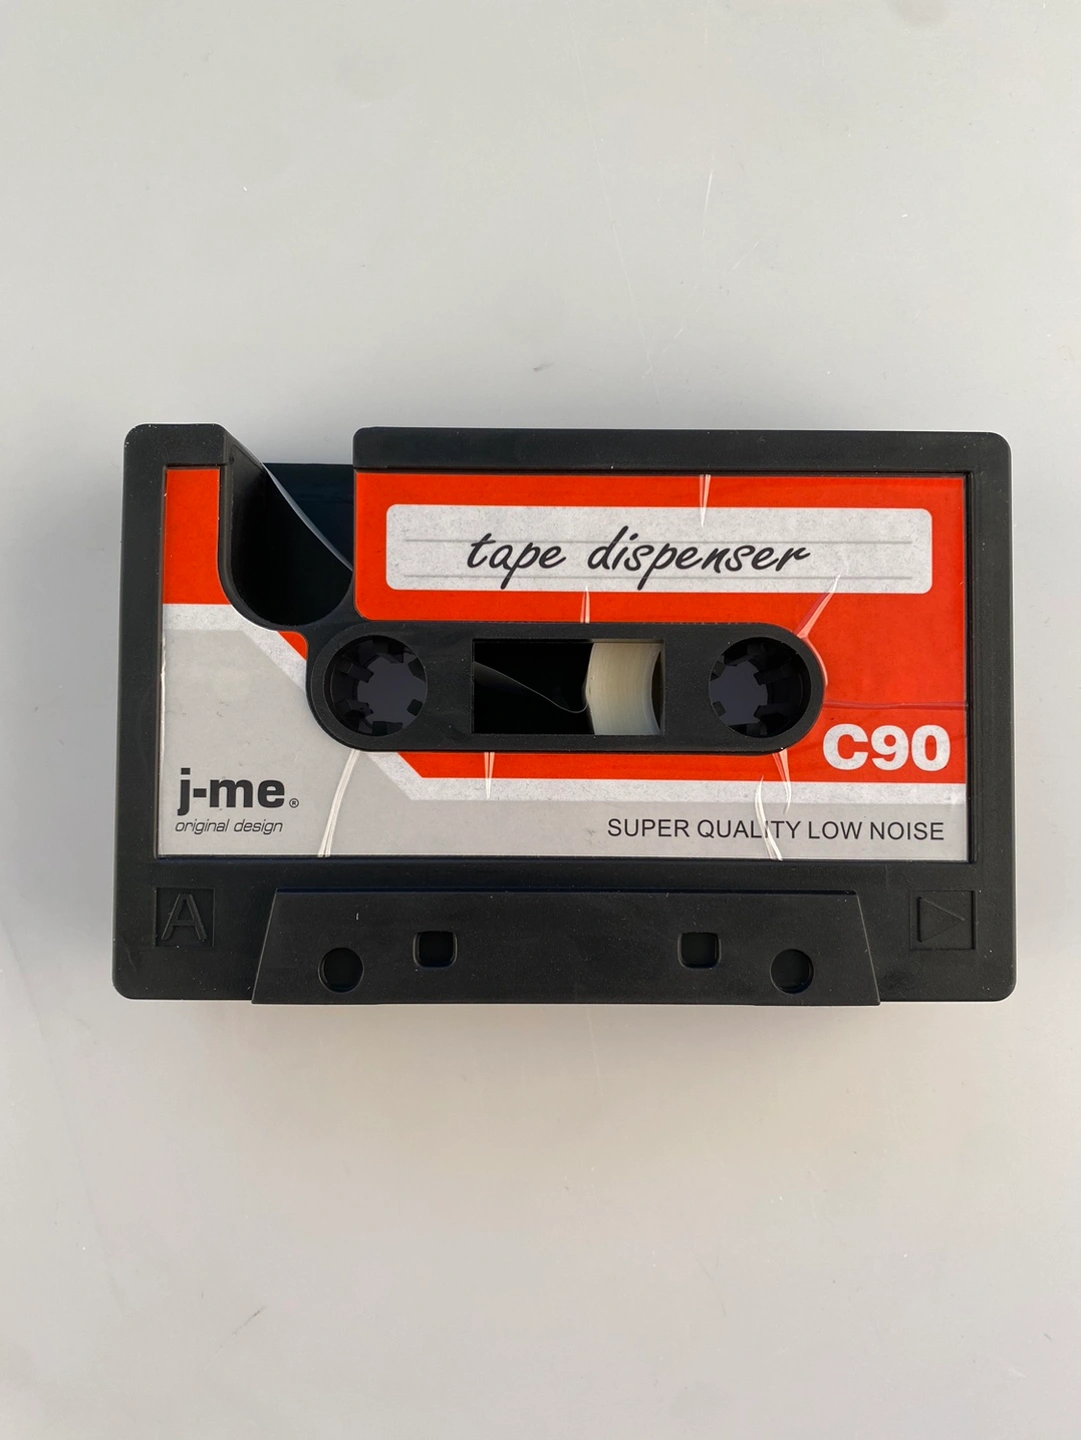 tape dispenser
C90
j-me®
original design
SUPER QUALITY LOW NOISE
A